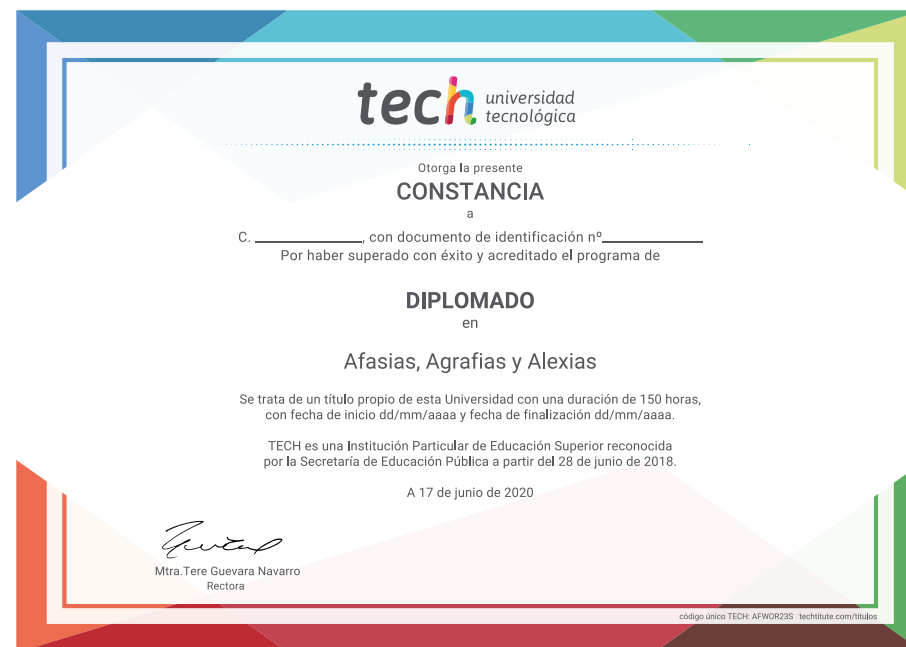 tech universidad
tecnológica
Otorga la presente
CONSTANCIA
a
C. ____________, con documento de identificación nº____________
Por haber superado con éxito y acreditado el programa de
DIPLOMADO
en
Afasias, Agrafias y Alexias
Se trata de un título propio de esta Universidad con una duración de 150 horas,
con fecha de inicio dd/mm/aaaa y fecha de finalización dd/mm/aaaa.
TECH es una Institución Particular de Educación Superior reconocida
por la Secretaría de Educación Pública a partir del 28 de junio de 2018.
A 17 de junio de 2020
Mtra.Tere Guevara Navarro
Rectora
código único TECH: AFWOR23S techtitute.com/titulos